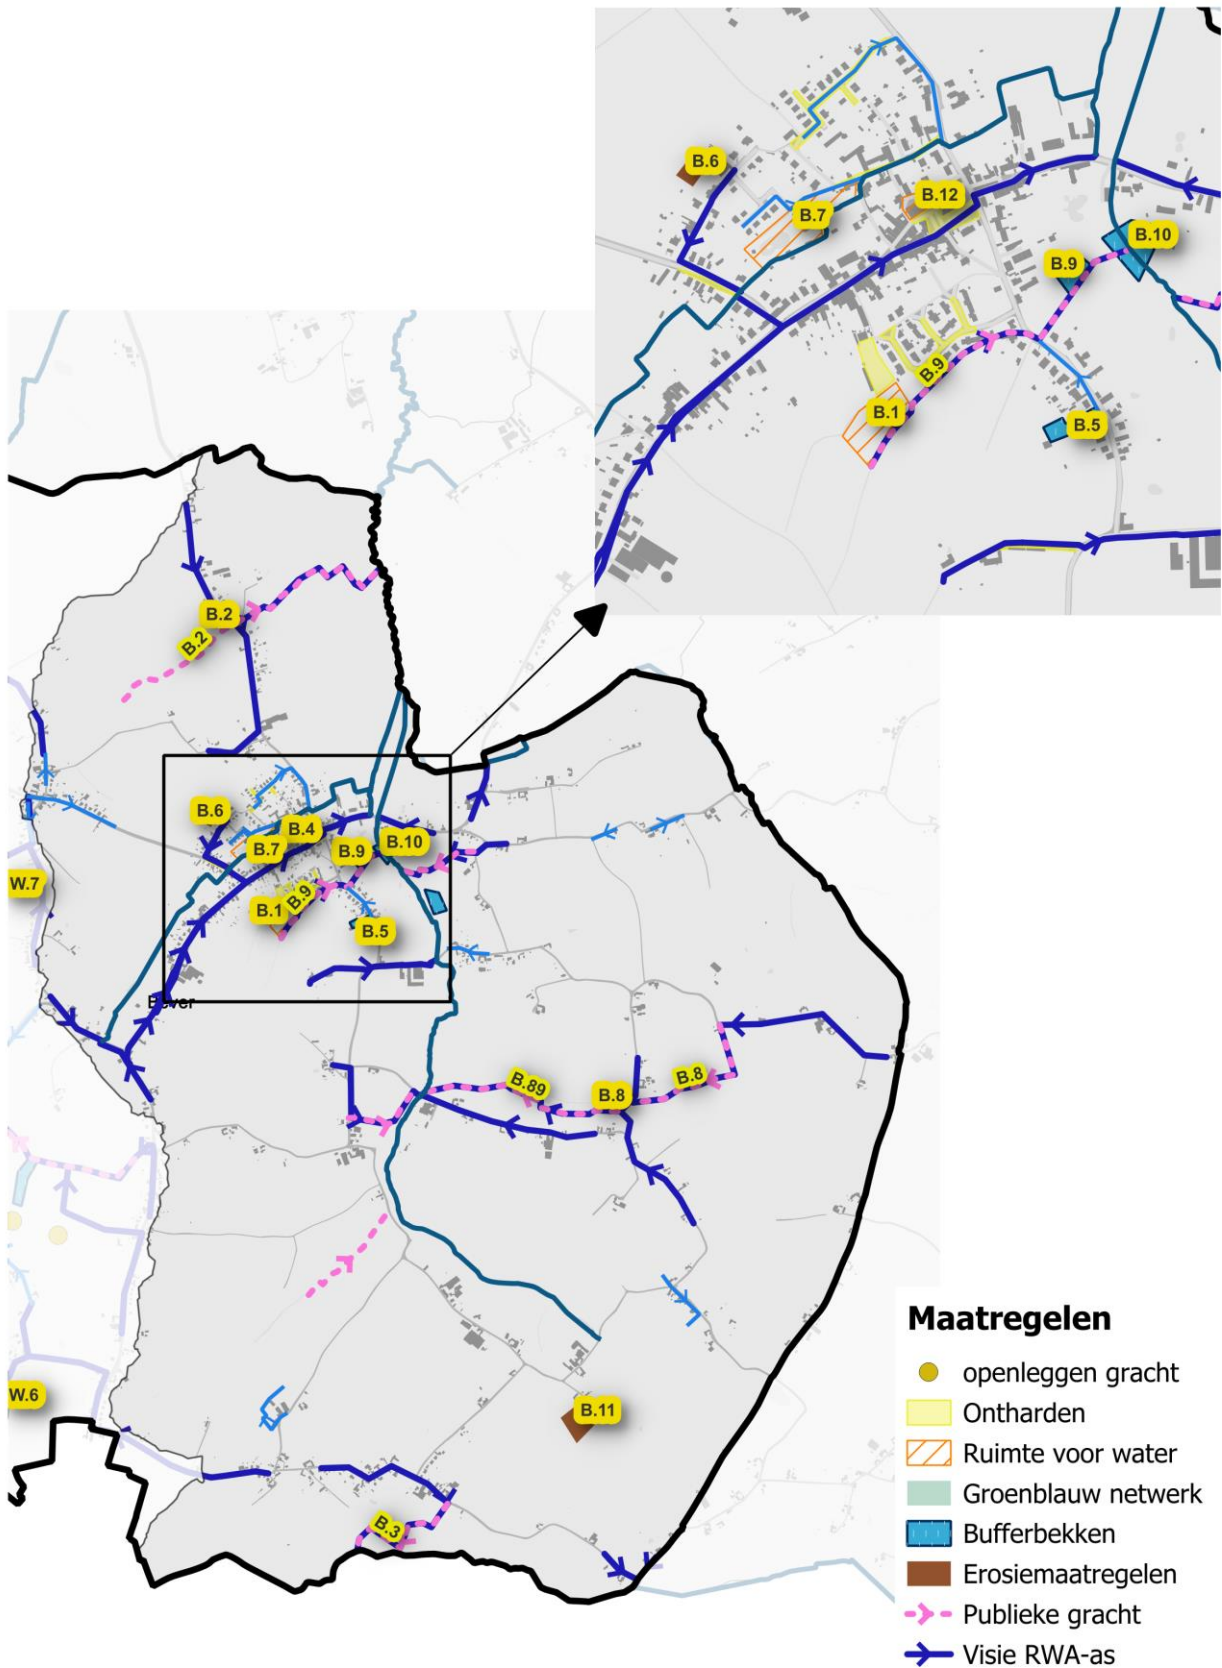 B.6
B.7
B.12
B.10
B.9
B.9
B.1
B.5
B.2
B.2
B.6
B.4
B.7
B.9
B.10
B.1
B.9
B.5
W.7
Bever
B.89
B.8
B.8
W.6
B.11
B.3
Maatregelen
openleggen gracht
Ontharden
Ruimte voor water
Groenblauw netwerk
Bufferbekken
Erosiemaatregelen
Publieke gracht
Visie RWA-as